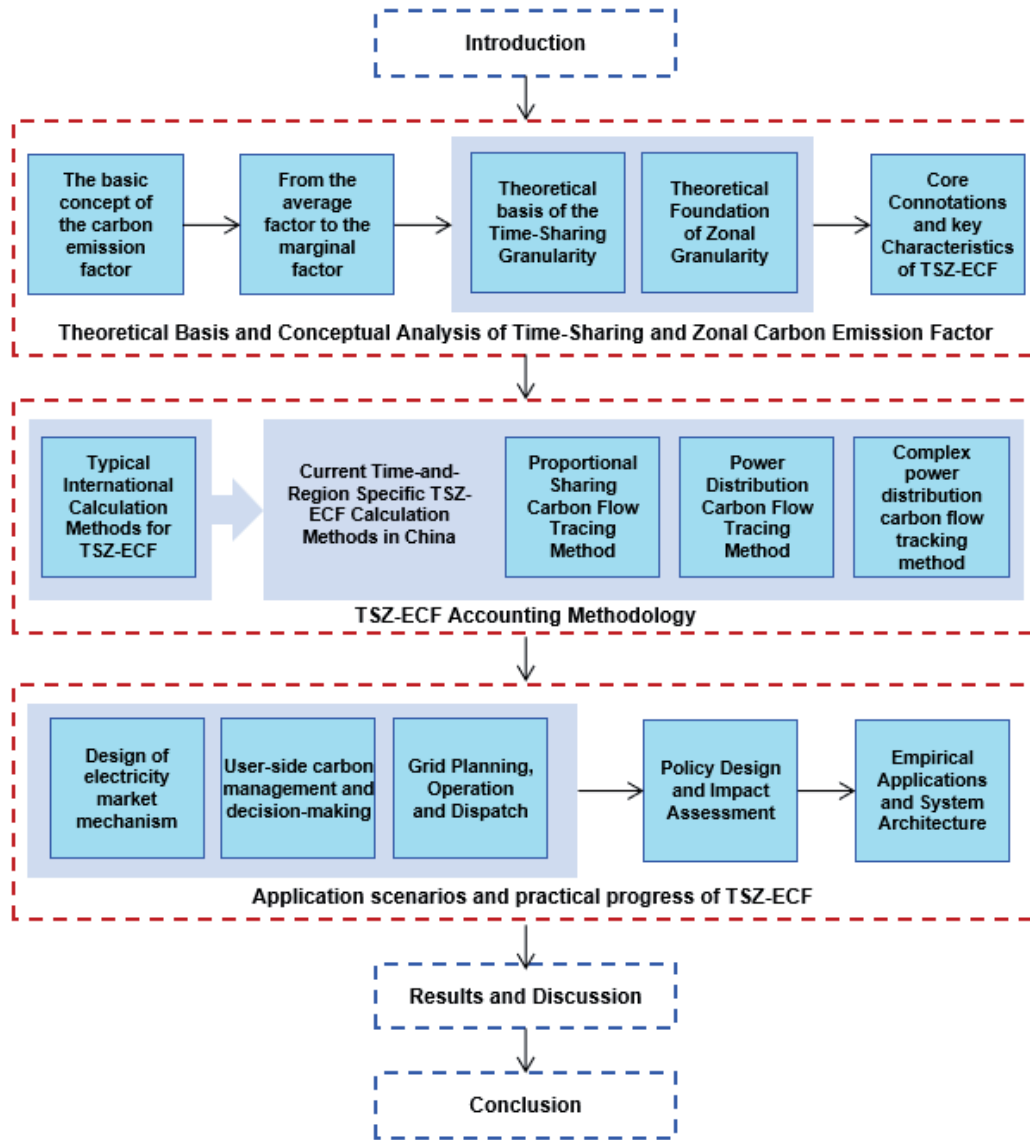 Introduction
The basic
concept of
the carbon
emission
factor
From the
average
factor to the
marginal
factor
Theoretical
basis of the
Time-Sharing
Granularity
Theoretical
Foundation
of Zonal
Granularity
Core
Connotations
and key
Characteristics
of TSZ-ECF
Theoretical Basis and Conceptual Analysis of Time-Sharing and Zonal Carbon Emission Factor
Typical
International
Calculation
Methods for
TSZ-ECF
Current Time-and-
Region Specific TSZ-
ECF Calculation
Methods in China
Proportional
Sharing
Carbon Flow
Tracing
Method
Power
Distribution
Carbon Flow
Tracing
Method
Complex
power
distribution
carbon flow
tracking
method
TSZ-ECF Accounting Methodology
Design of
electricity
market
mechanism
User-side carbon
management and
decision-making
Grid Planning,
Operation
and Dispatch
Policy Design
and Impact
Assessment
Empirical
Applications
and System
Architecture
Application scenarios and practical progress of TSZ-ECF
Results and Discussion
Conclusion